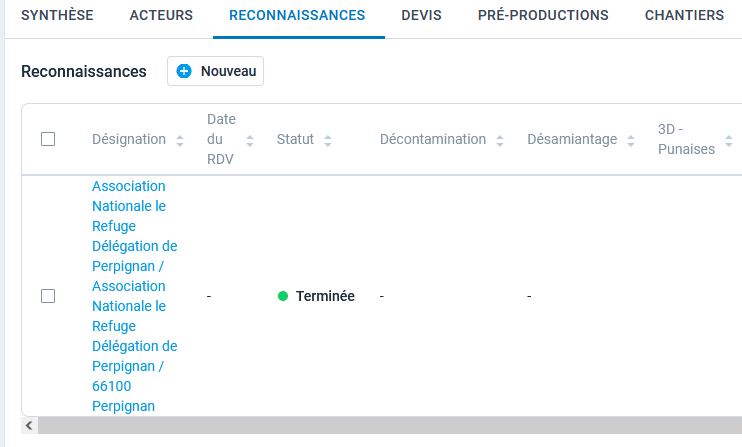 SYNTHÈSE ACTEURS RECONNAISSANCES DEVIS PRÉ-PRODUCTIONS CHANTIERS
Reconnaissances Nouveau
Désignation Date du RDV Statut Décontamination Désamiantage 3D - Punaises
Association
Nationale le
Refuge
Délégation de
Perpignan /
Association
Nationale le
Refuge
Délégation de
Perpignan /
66100
Perpignan
- Terminée - -